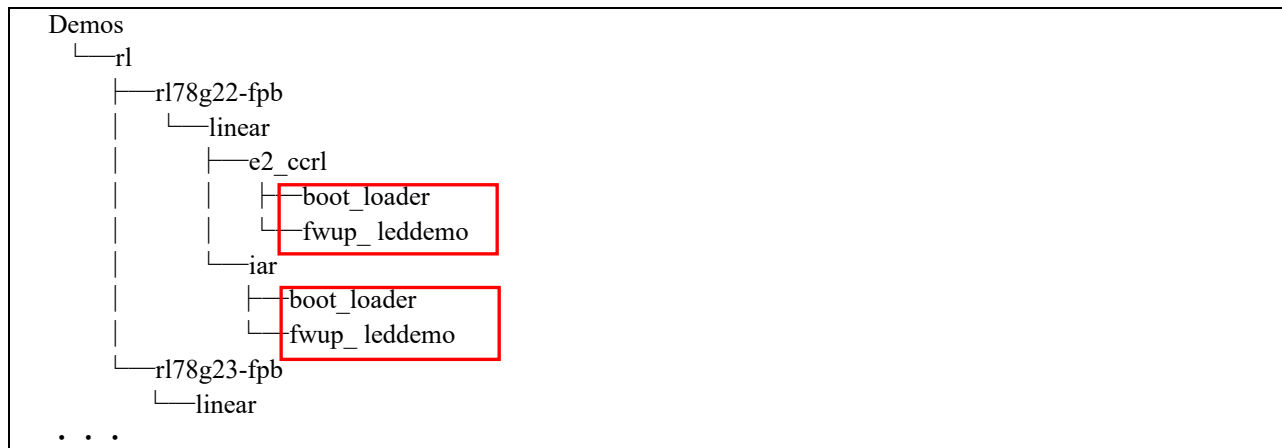 Demos
└──rl
├──rl78g22-fpb
│ └──linear
│ ├──e2_ccrl
│ │ ├──boot_loader
│ │ └──fwup_ leddemo
│ └──iar
│ ├──boot_loader
│ └──fwup_ leddemo
└──rl78g23-fpb
└──linear
・・・